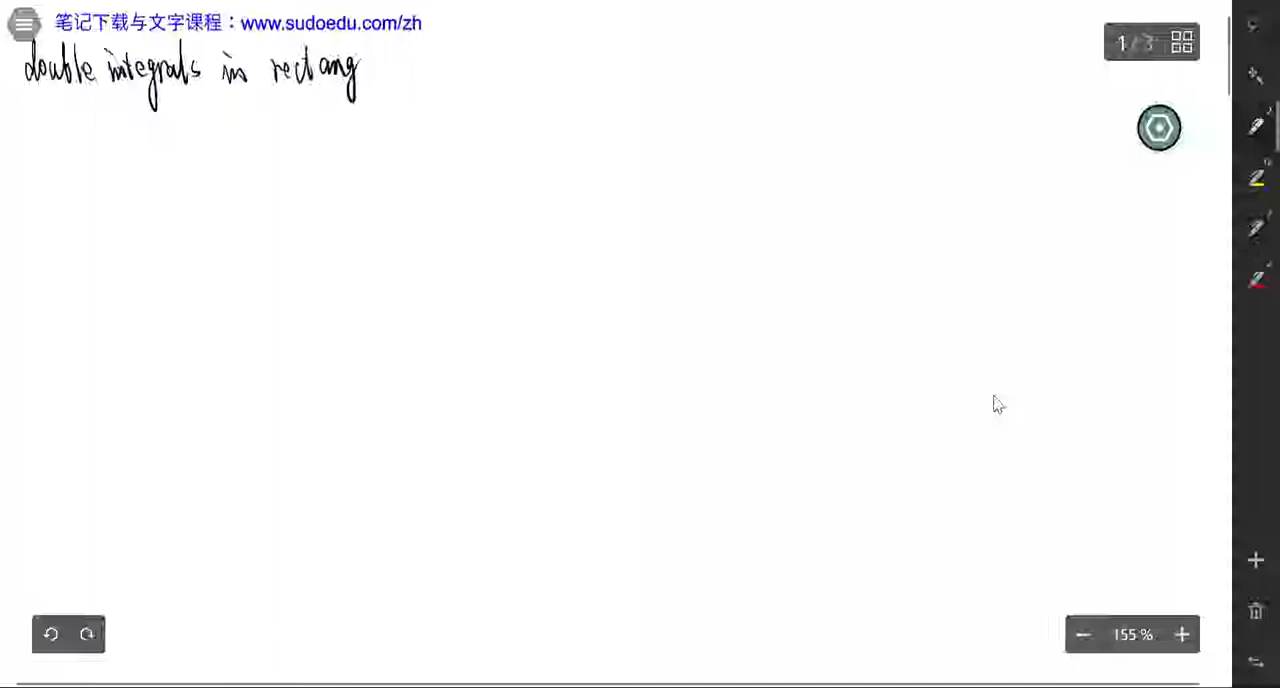 笔记下载与文字课程：www.sudoedu.com/zh
double integrals in rectang
1 / 3
155 %